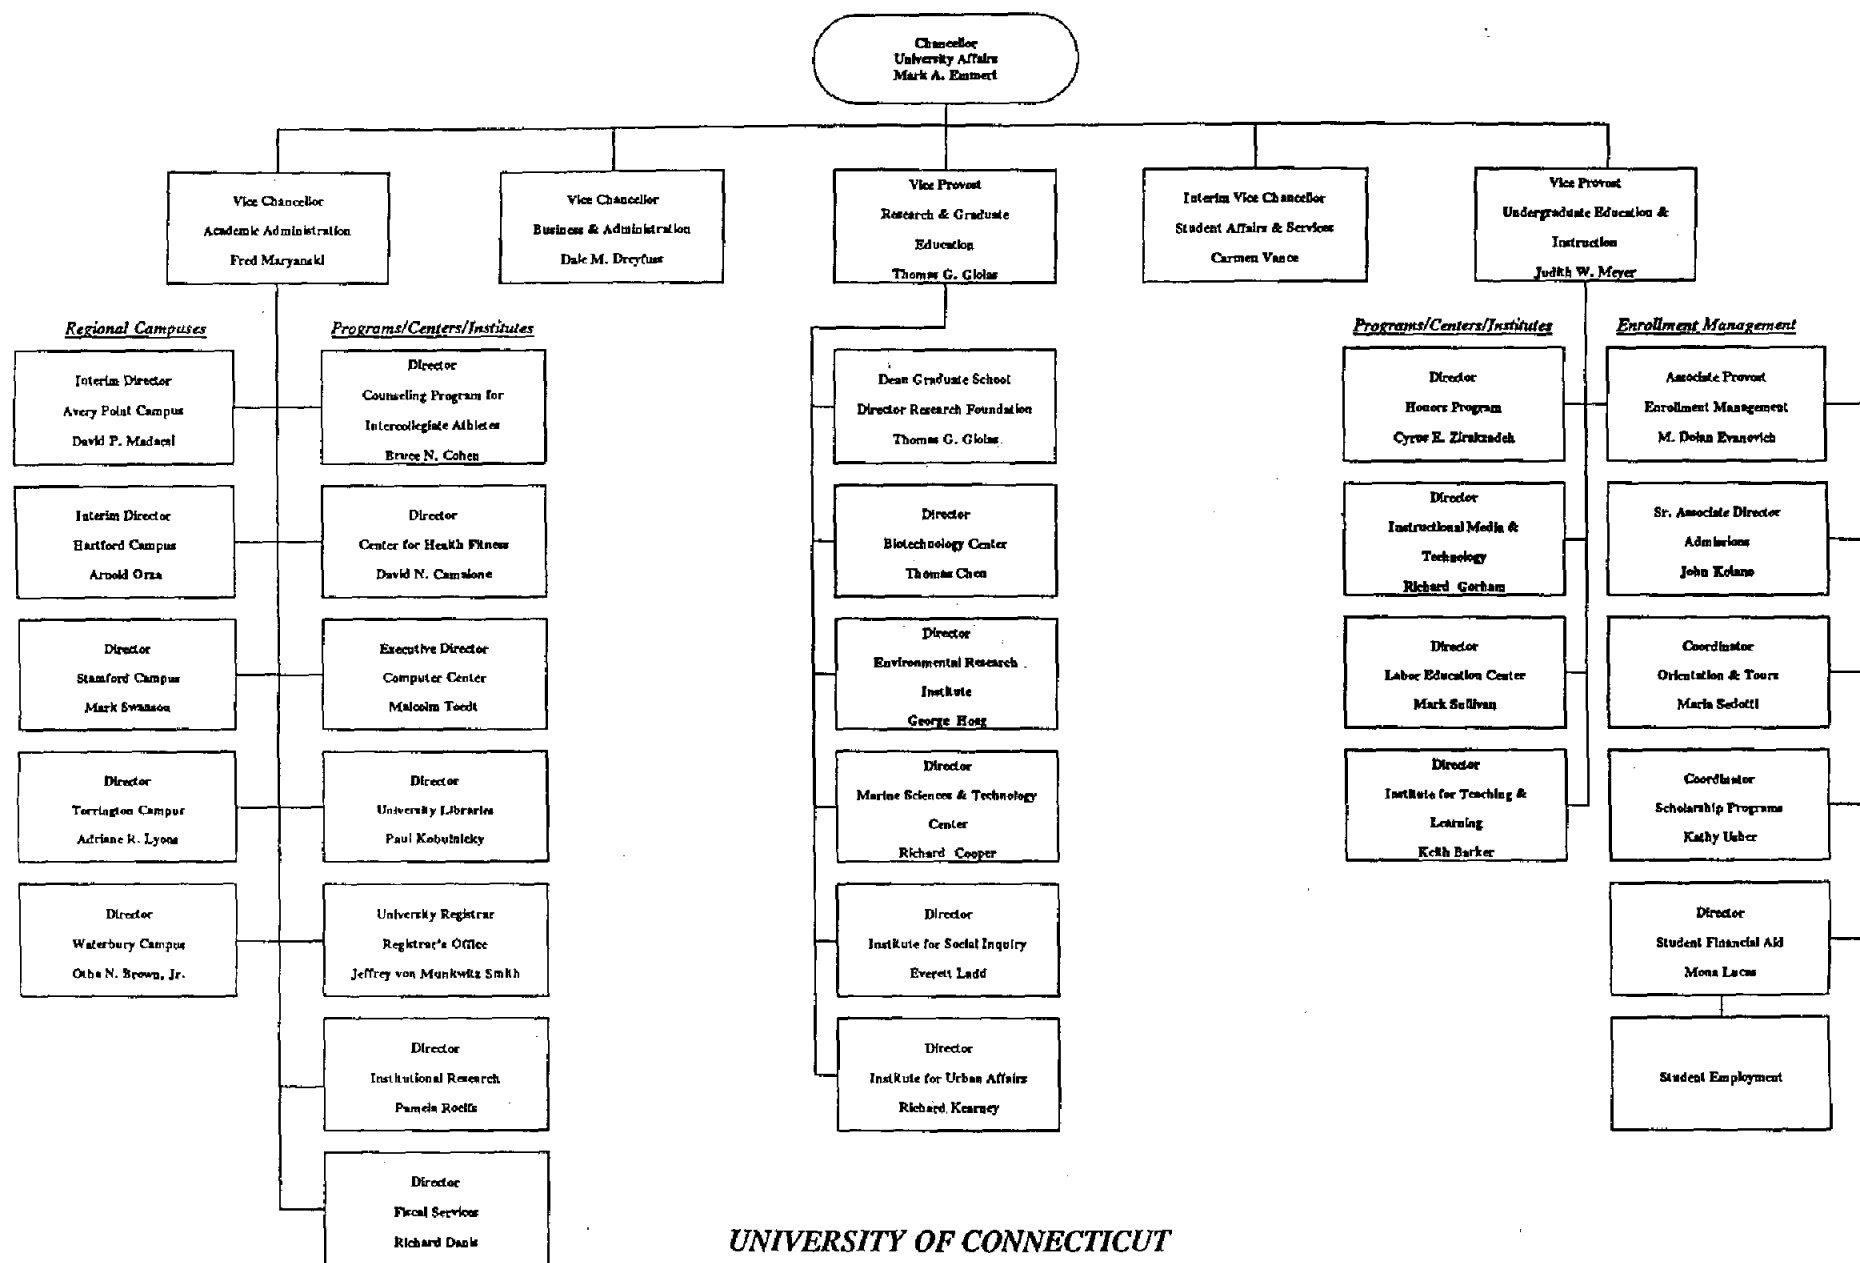 Chancellor
University Affairs
Mark A. Emmert
Vice Chancellor
Academic Administration
Fred Maryanski
Vice Chancellor
Business & Administration
Dale M. Dreyfuss
Vice Provost
Research & Graduate
Education
Thomas G. Giolas
Interim Vice Chancellor
Student Affairs & Services
Carmen Vance
Vice Provost
Undergraduate Education &
Instruction
Judith W. Meyer
Regional Campuses
Interim Director
Avery Point Campus
David P. Madacsi
Interim Director
Hartford Campus
Arnold Orza
Director
Stamford Campus
Mark Swanson
Director
Torrington Campus
Adriane R. Lyons
Director
Waterbury Campus
Otha N. Brown, Jr.
Programs/Centers/Institutes
Director
Counseling Program for
Intercollegiate Athletes
Bruce N. Cohen
Director
Center for Health Fitness
David N. Camaione
Executive Director
Computer Center
Malcolm Toedt
Director
University Libraries
Paul Kobulnicky
University Registrar
Registrar's Office
Jeffrey von Munkwitz Smith
Director
Institutional Research
Pamela Roelfs
Director
Fiscal Services
Richard Danis
Dean Graduate School
Director Research Foundation
Thomas G. Giolas
Director
Biotechnology Center
Thomas Chen
Director
Environmental Research
Institute
George Hoag
Director
Marine Sciences & Technology
Center
Richard Cooper
Director
Institute for Social Inquiry
Everett Ladd
Director
Institute for Urban Affairs
Richard Kearney
Programs/Centers/Institutes
Director
Honors Program
Cyrus E. Zirakzadeh
Director
Instructional Media &
Technology
Richard Gorham
Director
Labor Education Center
Mark Sullivan
Director
Institute for Teaching &
Learning
Keith Barker
Enrollment Management
Associate Provost
Enrollment Management
M. Dolan Evanovich
Sr. Associate Director
Admissions
John Kolano
Coordinator
Orientation & Tours
Maria Sedotti
Coordinator
Scholarship Programs
Kathy Usher
Director
Student Financial Aid
Mona Lucas
Student Employment
UNIVERSITY OF CONNECTICUT